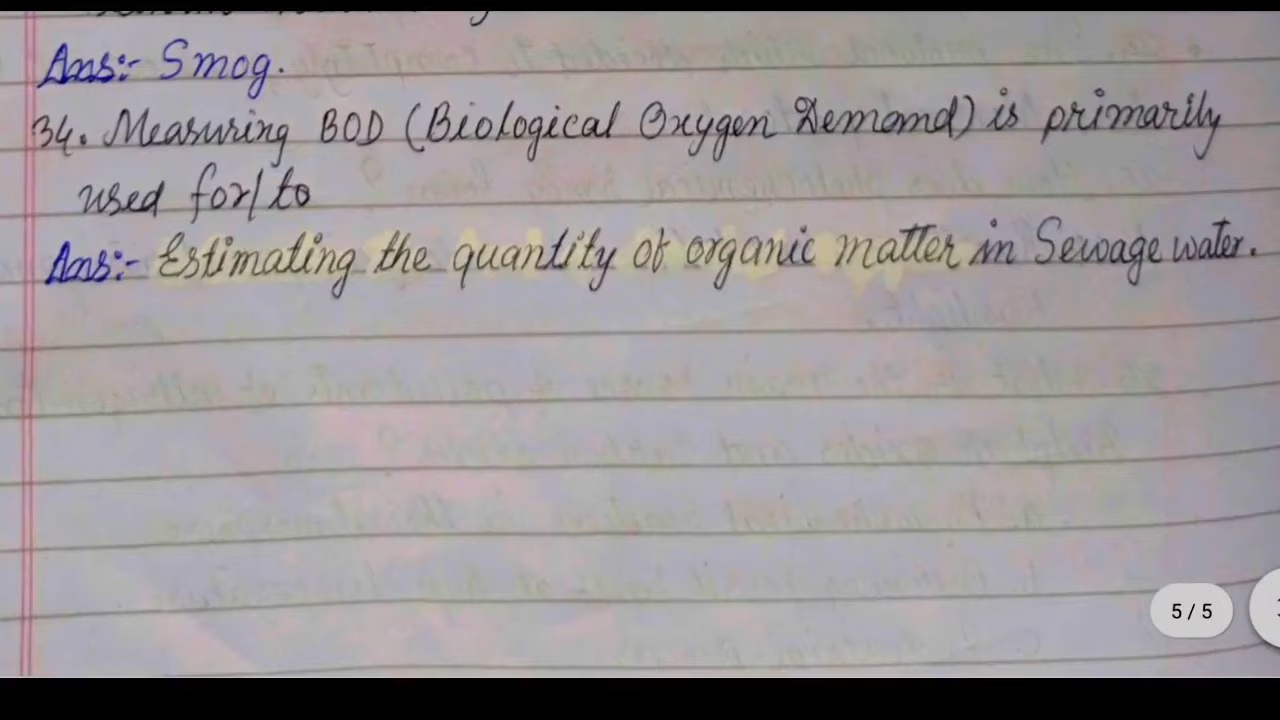 Ans:- Smog.
34. Measuring BOD (Biological Oxygen Demand) is primarily
used for/to
Ans:- Estimating the quantity of organic matter in Sewage water.
5/5